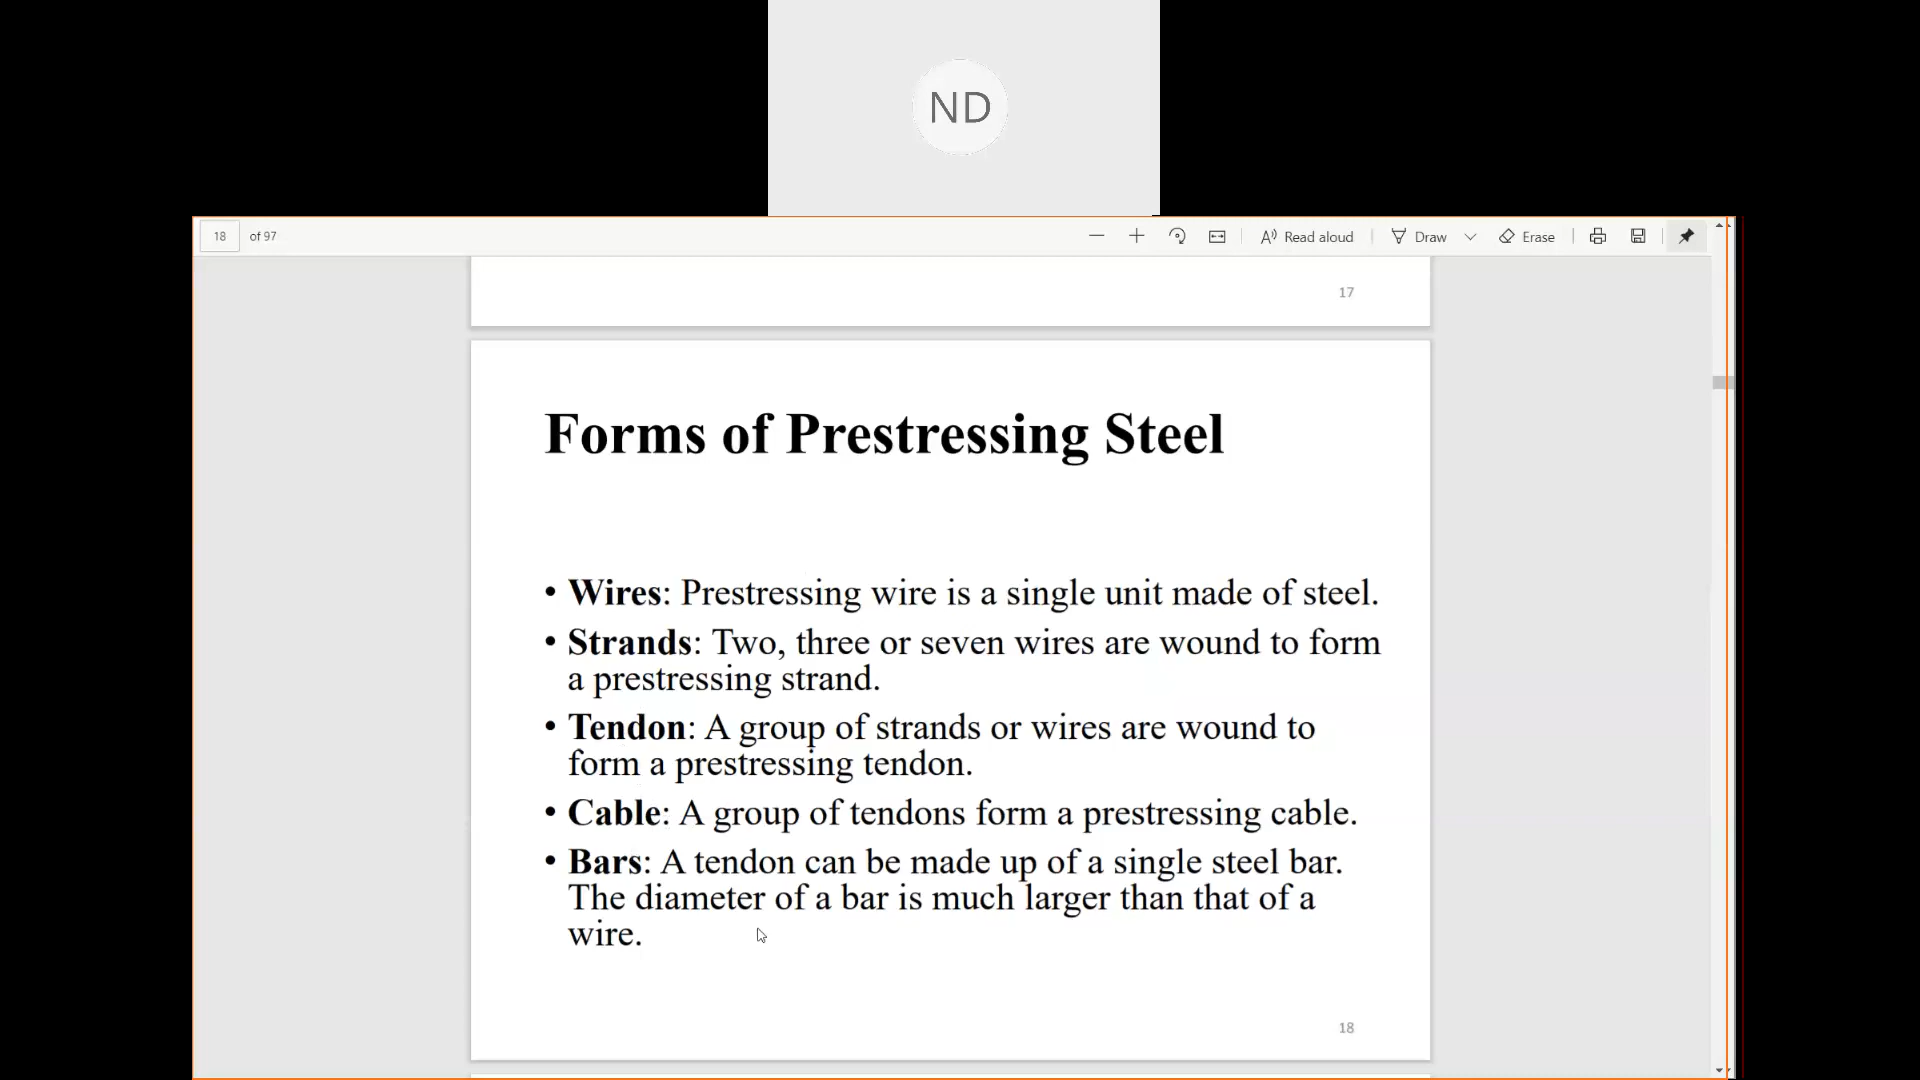 ND
18 of 97 Read aloud Draw Erase
17
Forms of Prestressing Steel
• Wires: Prestressing wire is a single unit made of steel.
• Strands: Two, three or seven wires are wound to form
a prestressing strand.
• Tendon: A group of strands or wires are wound to
form a prestressing tendon.
• Cable: A group of tendons form a prestressing cable.
• Bars: A tendon can be made up of a single steel bar.
The diameter of a bar is much larger than that of a
wire.
18